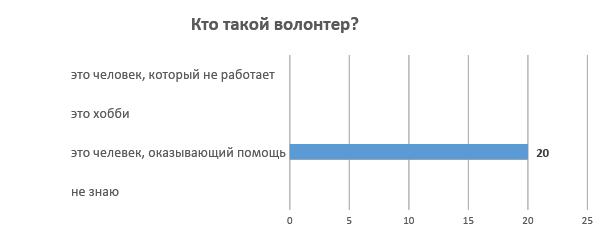 Кто такой волонтер?
это человек, который не работает
это хобби
это челевек, оказывающий помощь
20
не знаю
0 5 10 15 20 25